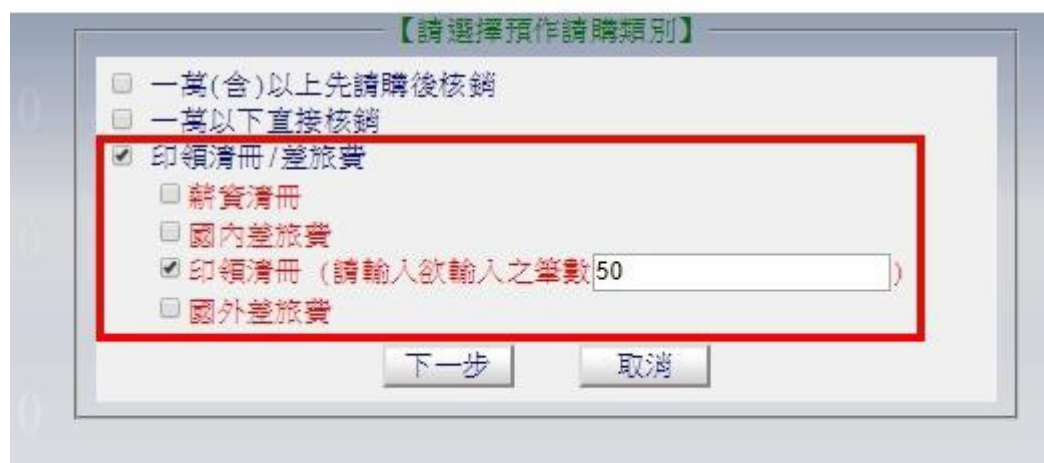 【請選擇預作請購類別】
一萬(含)以上先請購後核銷
一萬以下直接核銷
印領清冊/差旅費
薪資清冊
國內差旅費
印領清冊 (請輸入欲輸入之筆數50)
國外差旅費
下一步 取消